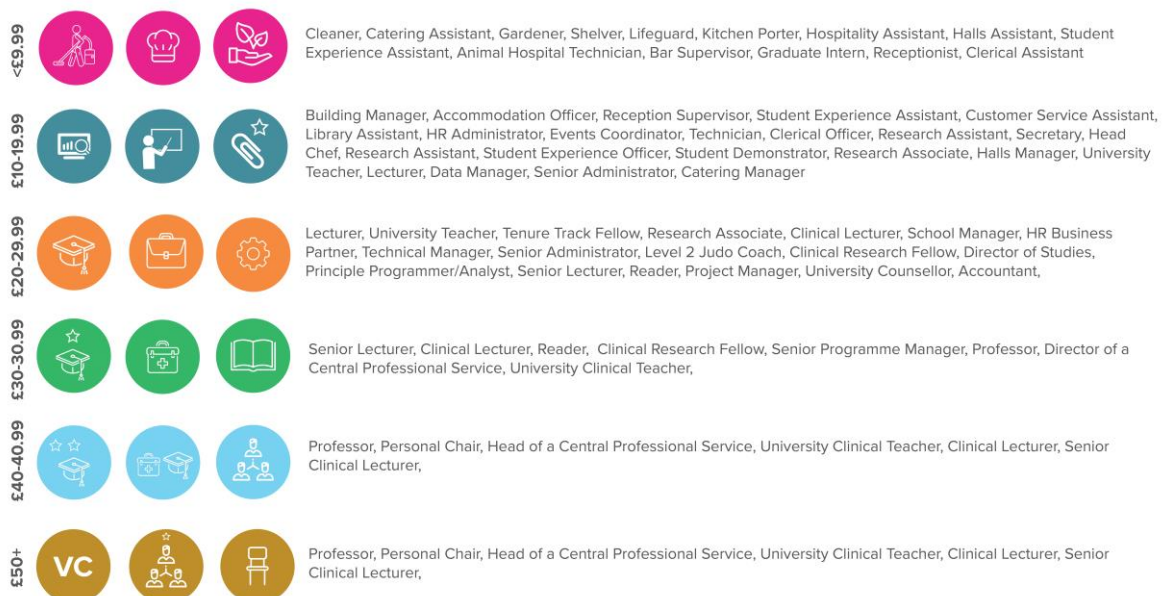 <£9.99
Cleaner, Catering Assistant, Gardener, Shelver, Lifeguard, Kitchen Porter, Hospitality Assistant, Halls Assistant, Student
Experience Assistant, Animal Hospital Technician, Bar Supervisor, Graduate Intern, Receptionist, Clerical Assistant
£10-19.99
Building Manager, Accommodation Officer, Reception Supervisor, Student Experience Assistant, Customer Service Assistant,
Library Assistant, HR Administrator, Events Coordinator, Technician, Clerical Officer, Research Assistant, Secretary, Head
Chef, Research Assistant, Student Experience Officer, Student Demonstrator, Research Associate, Halls Manager, University
Teacher, Lecturer, Data Manager, Senior Administrator, Catering Manager
£20-29.99
Lecturer, University Teacher, Tenure Track Fellow, Research Associate, Clinical Lecturer, School Manager, HR Business
Partner, Technical Manager, Senior Administrator, Level 2 Judo Coach, Clinical Research Fellow, Director of Studies,
Principle Programmer/Analyst, Senior Lecturer, Reader, Project Manager, University Counsellor, Accountant,
£30-30.99
Senior Lecturer, Clinical Lecturer, Reader, Clinical Research Fellow, Senior Programme Manager, Professor, Director of a
Central Professional Service, University Clinical Teacher,
£40-40.99
Professor, Personal Chair, Head of a Central Professional Service, University Clinical Teacher, Clinical Lecturer, Senior
Clinical Lecturer,
£50+
VC
Professor, Personal Chair, Head of a Central Professional Service, University Clinical Teacher, Clinical Lecturer, Senior
Clinical Lecturer,